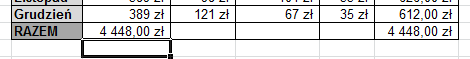 Grudzień 389 zł 121 zł 67 zł 35 zł 612,00 zł
RAZEM 4 448,00 zł 4 448,00 zł